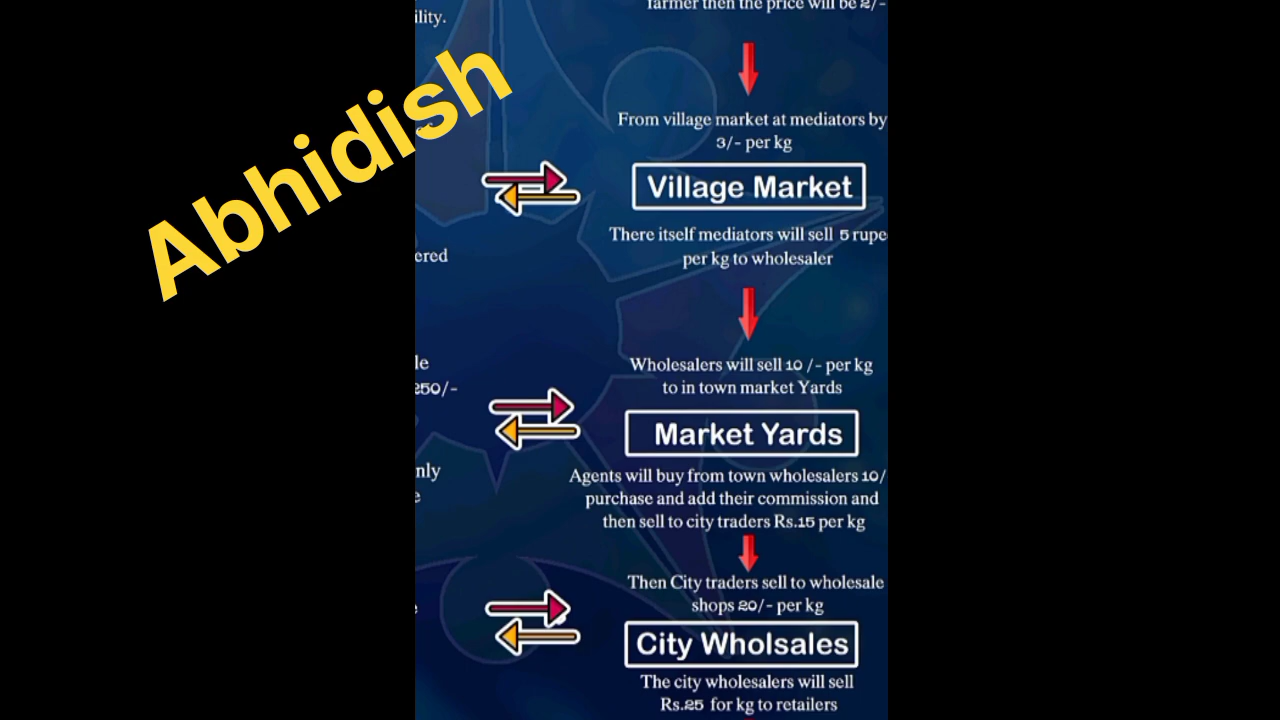 ility.
farmer then the price will be 2/-
Abhidish
From village market at mediators by
3/- per kg
Village Market
There itself mediators will sell 5 rupe
per kg to wholesaler
ered
Wholesalers will sell 10 /- per kg
to in town market Yards
le
250/-
Market Yards
Agents will buy from town wholesalers 10/
purchase and add their commission and
then sell to city traders Rs.15 per kg
nly
e
Then City traders sell to wholesale
shops 20/- per kg
e
City Wholsales
The city wholesalers will sell
Rs.25 for kg to retailers